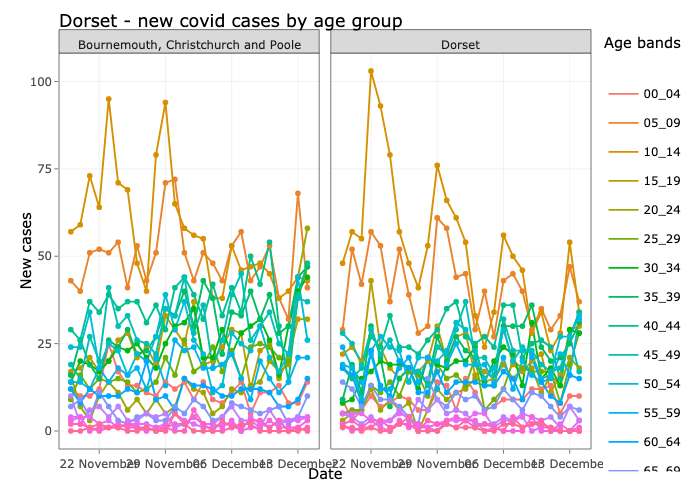 Dorset - new covid cases by age group
Bournemouth, Christchurch and Poole
Dorset
Age bands
00_04
05_09
10_14
15_19
20_24
25_29
30_34
35_39
40_44
45_49
50_54
55_59
60_64
65_69
New cases
100
75
50
25
0
22 November
29 November
06 December
13 December
22 November
29 November
06 December
13 December
Date